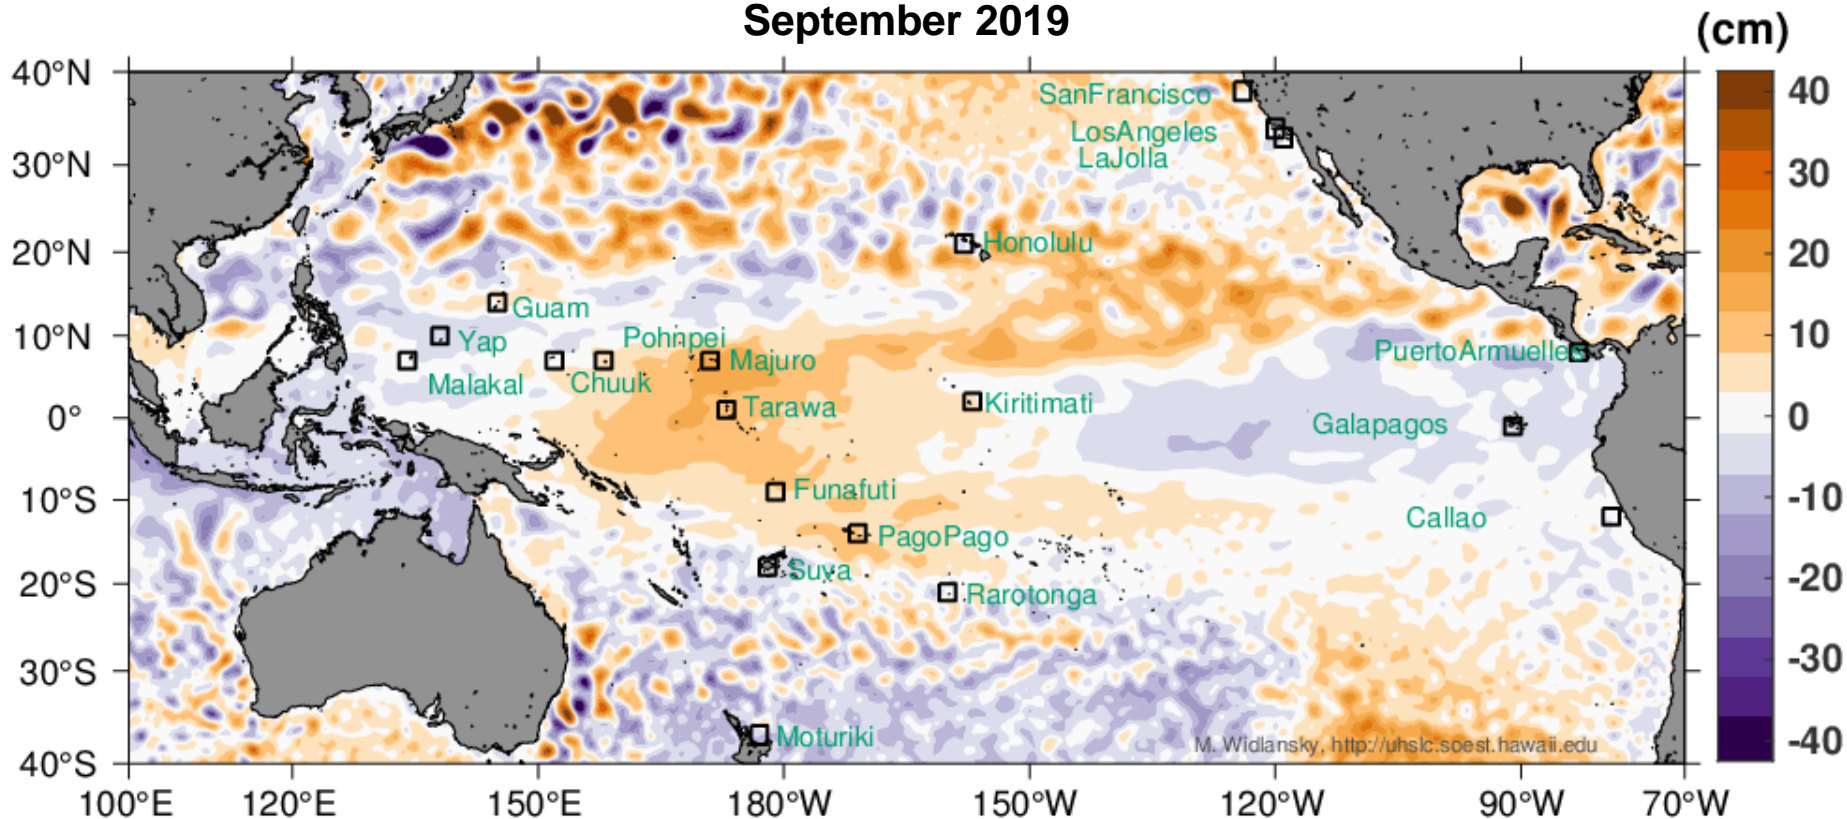 September 2019
(cm)
40°N
30°N
20°N
10°N
0°
10°S
20°S
30°S
40°S
SanFrancisco
LosAngeles
LaJolla
Honolulu
Guam
Yap
Malakal
Pohnpei
Chuuk
Majuro
Tarawa
Kiritimati
PuertoArmuelles
Galapagos
Funafuti
PagoPago
Callao
Suva
Rarotonga
Moturiki
M. Widlansky, http://uhslc.soest.hawaii.edu
100°E 120°E 150°E 180°W 150°W 120°W 90°W 70°W
40
30
20
10
0
-10
-20
-30
-40